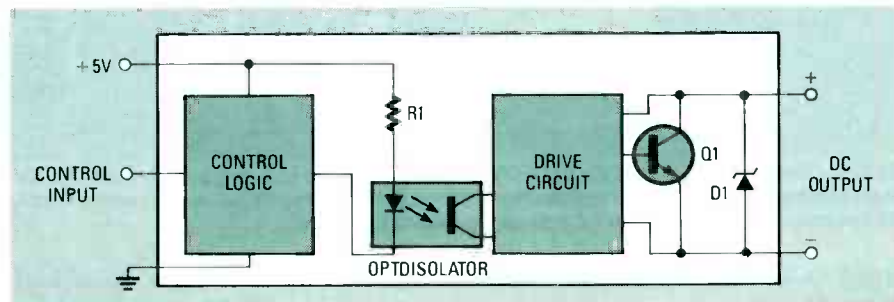 +5V
R1
CONTROL
INPUT
CONTROL
LOGIC
OPTOISOLATOR
DRIVE
CIRCUIT
Q1
D1
+
DC
OUTPUT
−